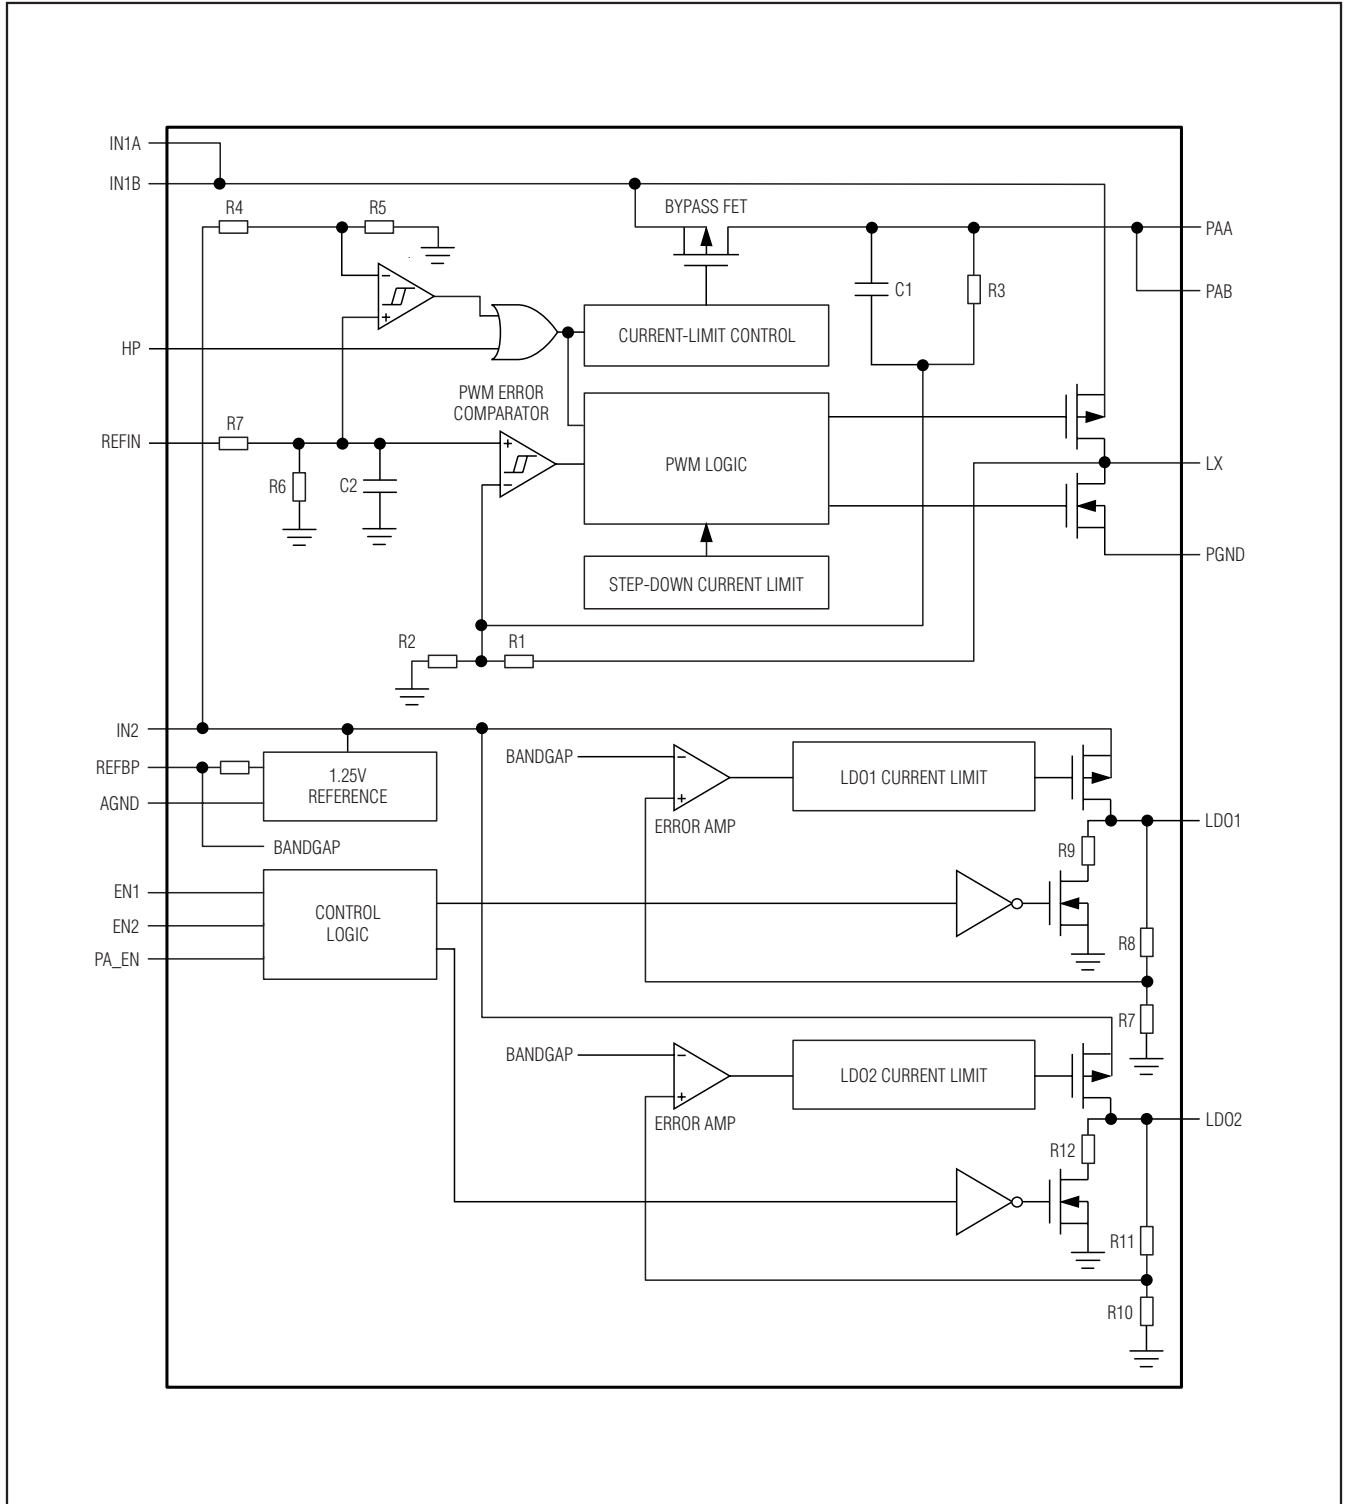 IN1A
IN1B
R4
R5
BYPASS FET
PAA
PAB
C1
R3
−
+
HP
CURRENT-LIMIT CONTROL
PWM ERROR
COMPARATOR
REFIN
R7
+
−
PWM LOGIC
LX
R6
C2
PGND
STEP-DOWN CURRENT LIMIT
R2
R1
IN2
REFBP
1.25V
REFERENCE
AGND
BANDGAP
BANDGAP
−
+
ERROR AMP
LDO1 CURRENT LIMIT
LDO1
R9
EN1
EN2
PA_EN
CONTROL
LOGIC
R8
R7
BANDGAP
−
+
ERROR AMP
LDO2 CURRENT LIMIT
LDO2
R12
R11
R10